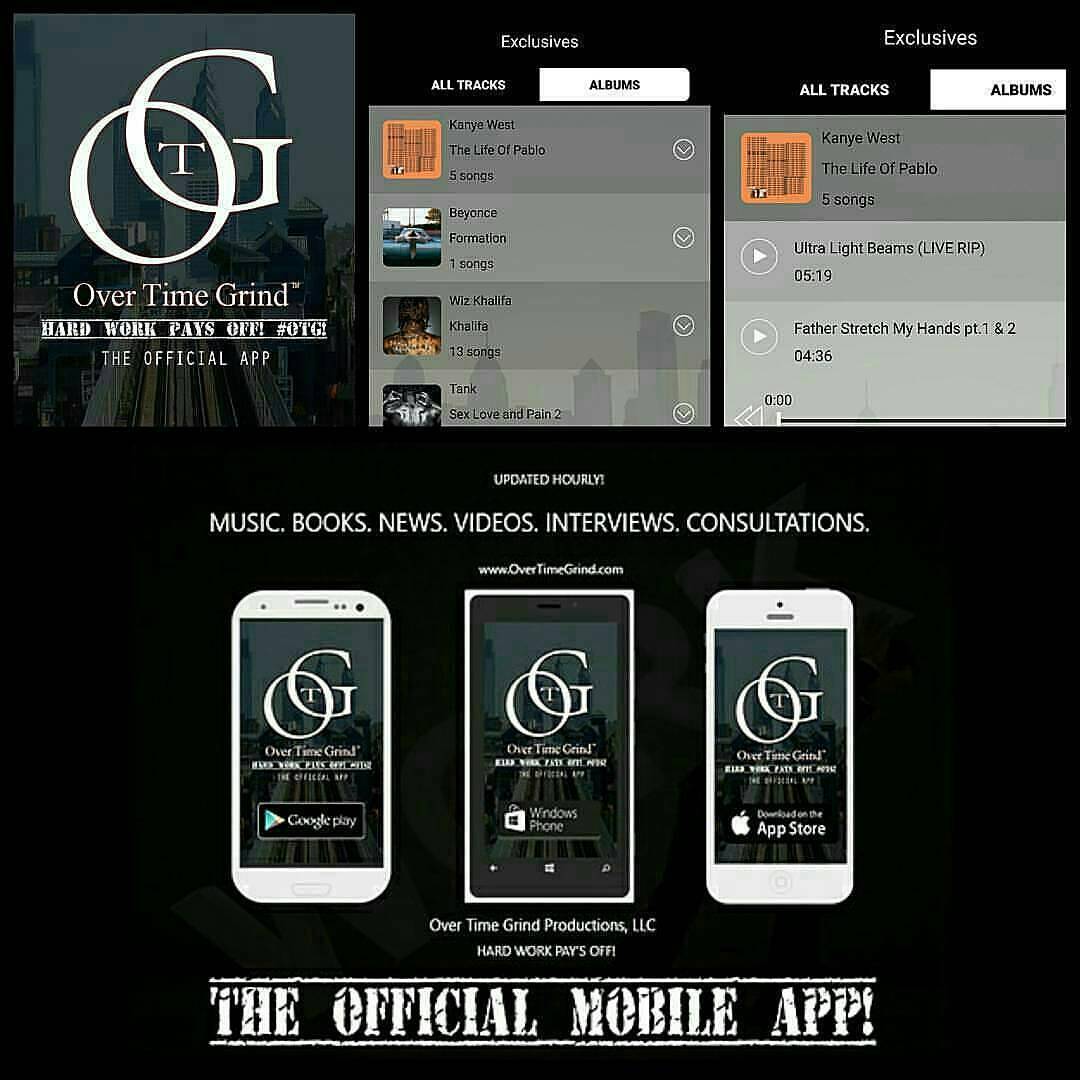 OTG
Over Time Grind™
HARD WORK PAYS OFF! #OTG!
THE OFFICIAL APP
Exclusives
ALL TRACKS ALBUMS
Kanye West
The Life Of Pablo
5 songs
Beyonce
Formation
1 songs
Wiz Khalifa
Khalifa
13 songs
Tank
Sex Love and Pain 2
Exclusives
ALL TRACKS ALBUMS
Kanye West
The Life Of Pablo
5 songs
Ultra Light Beams (LIVE RIP)
05:19
Father Stretch My Hands pt.1 & 2
04:36
0:00
UPDATED HOURLY!
MUSIC. BOOKS. NEWS. VIDEOS. INTERVIEWS. CONSULTATIONS.
www.OverTimeGrind.com
OTG
Over Time Grind™
HARD WORK PAYS OFF! #OTG!
THE OFFICIAL APP
Google play
OTG
Over Time Grind™
HARD WORK PAYS OFF! #OTG!
THE OFFICIAL APP
Windows
Phone
OTG
Over Time Grind™
HARD WORK PAYS OFF! #OTG!
THE OFFICIAL APP
Download on the
App Store
Over Time Grind Productions, LLC
HARD WORK PAY'S OFF!
THE OFFICIAL MOBILE APP!